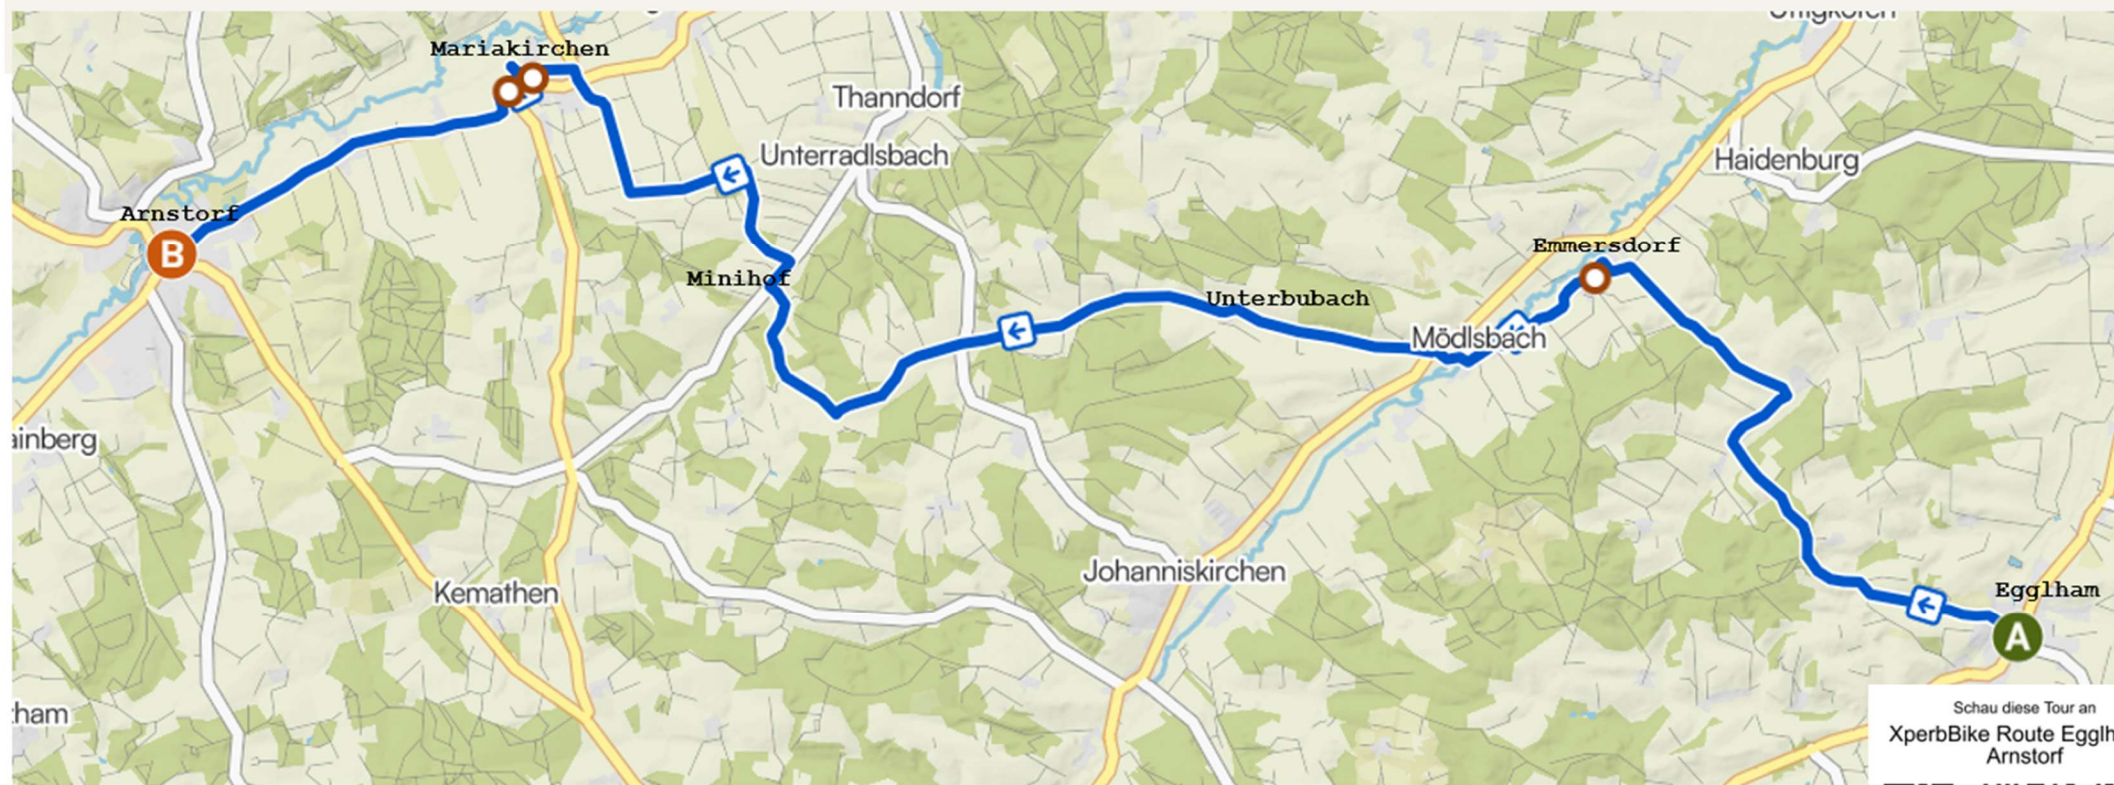 Mariakirchen
Thanndorf
Unterradlsbach
Haidenburg
Arnstorf
B
Emmersdorf
Minihof
Unterbubach
Mödlsbach
ainberg
Johanniskirchen
Kemathen
Egglham
A
tham
Schau diese Tour an
XperbBike Route Egglh
Arnstorf